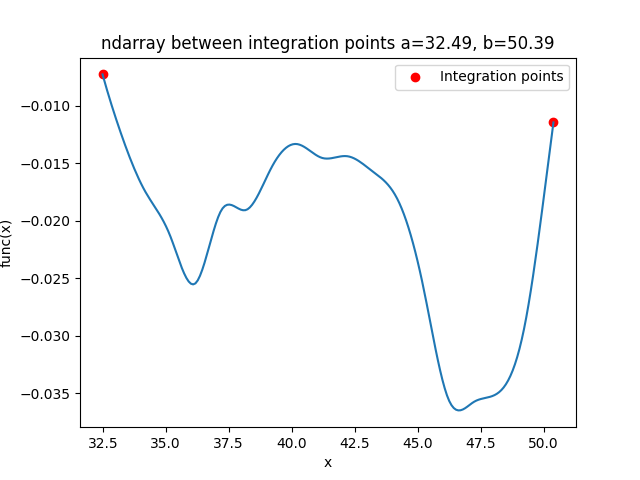 ndarray between integration points a=32.49, b=50.39
Integration points
−0.010
−0.015
−0.020
−0.025
−0.030
−0.035
func(x)
32.5 35.0 37.5 40.0 42.5 45.0 47.5 50.0
x